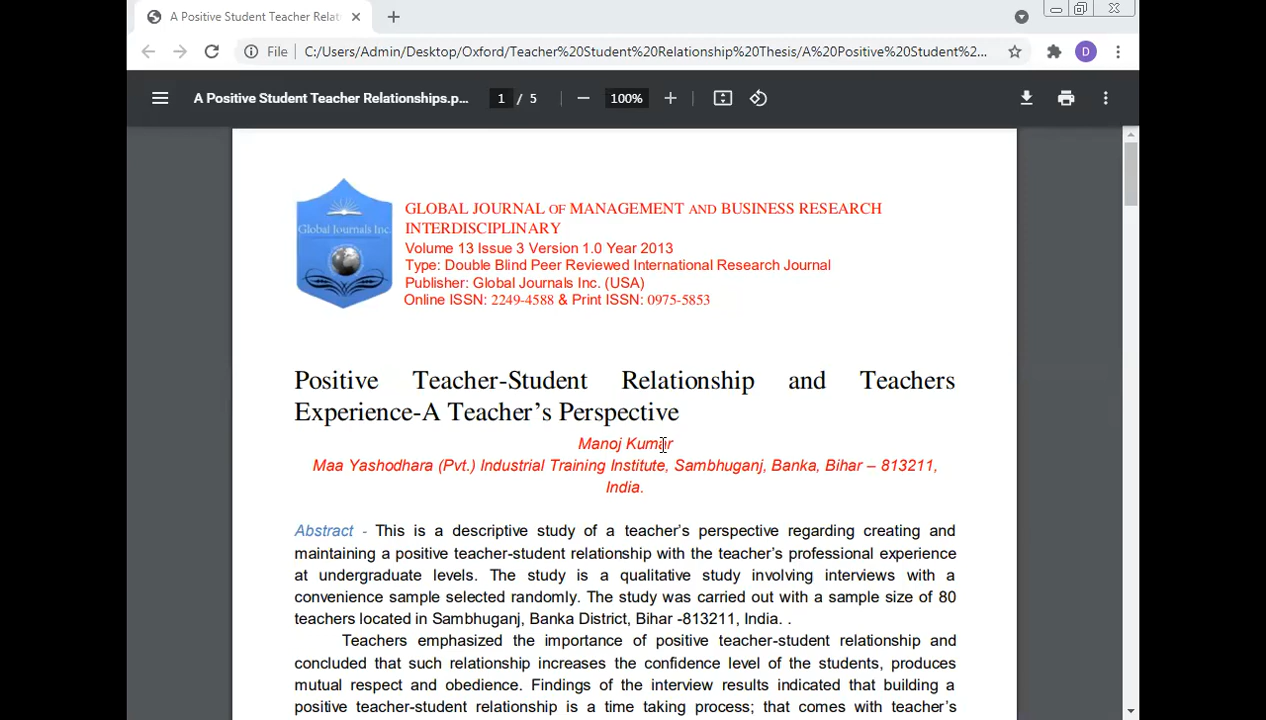 A Positive Student Teacher Relat
File C:/Users/Admin/Desktop/Oxford/Teacher%20Student%20Relationship%20Thesis/A%20Positive%20Student%2... D
A Positive Student Teacher Relationships.p... 1 / 5 100%
Global Journals Inc.
GLOBAL JOURNAL OF MANAGEMENT AND BUSINESS RESEARCH
INTERDISCIPLINARY
Volume 13 Issue 3 Version 1.0 Year 2013
Type: Double Blind Peer Reviewed International Research Journal
Publisher: Global Journals Inc. (USA)
Online ISSN: 2249-4588 & Print ISSN: 0975-5853
Positive Teacher-Student Relationship and Teachers
Experience-A Teacher’s Perspective
Manoj Kumar
Maa Yashodhara (Pvt.) Industrial Training Institute, Sambhuganj, Banka, Bihar – 813211,
India.
Abstract - This is a descriptive study of a teacher’s perspective regarding creating and
maintaining a positive teacher-student relationship with the teacher’s professional experience
at undergraduate levels. The study is a qualitative study involving interviews with a
convenience sample selected randomly. The study was carried out with a sample size of 80
teachers located in Sambhuganj, Banka District, Bihar -813211, India. .
Teachers emphasized the importance of positive teacher-student relationship and
concluded that such relationship increases the confidence level of the students, produces
mutual respect and obedience. Findings of the interview results indicated that building a
positive teacher-student relationship is a time taking process; that comes with teacher’s